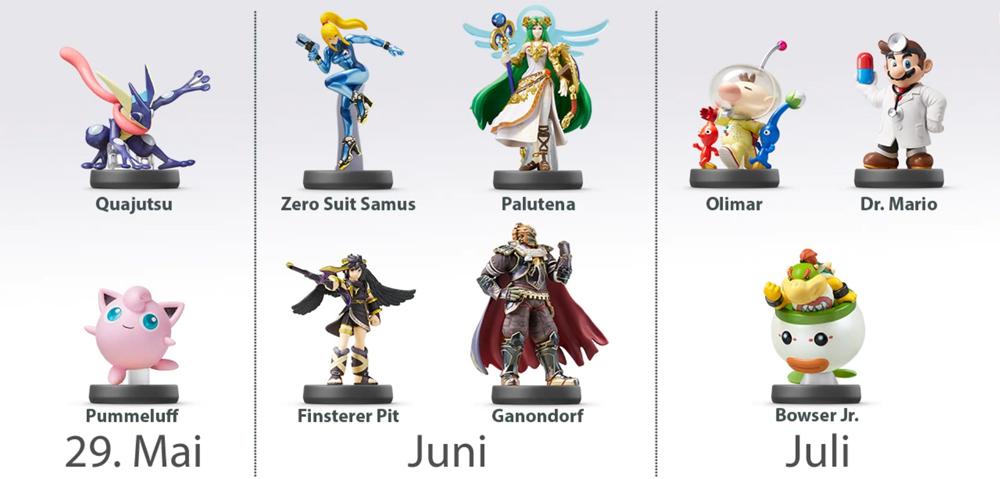 Quajutsu
Zero Suit Samus
Palutena
Olimar
Dr. Mario
Pummeluff
Finsterer Pit
Ganondorf
Bowser Jr.
29. Mai
Juni
Juli